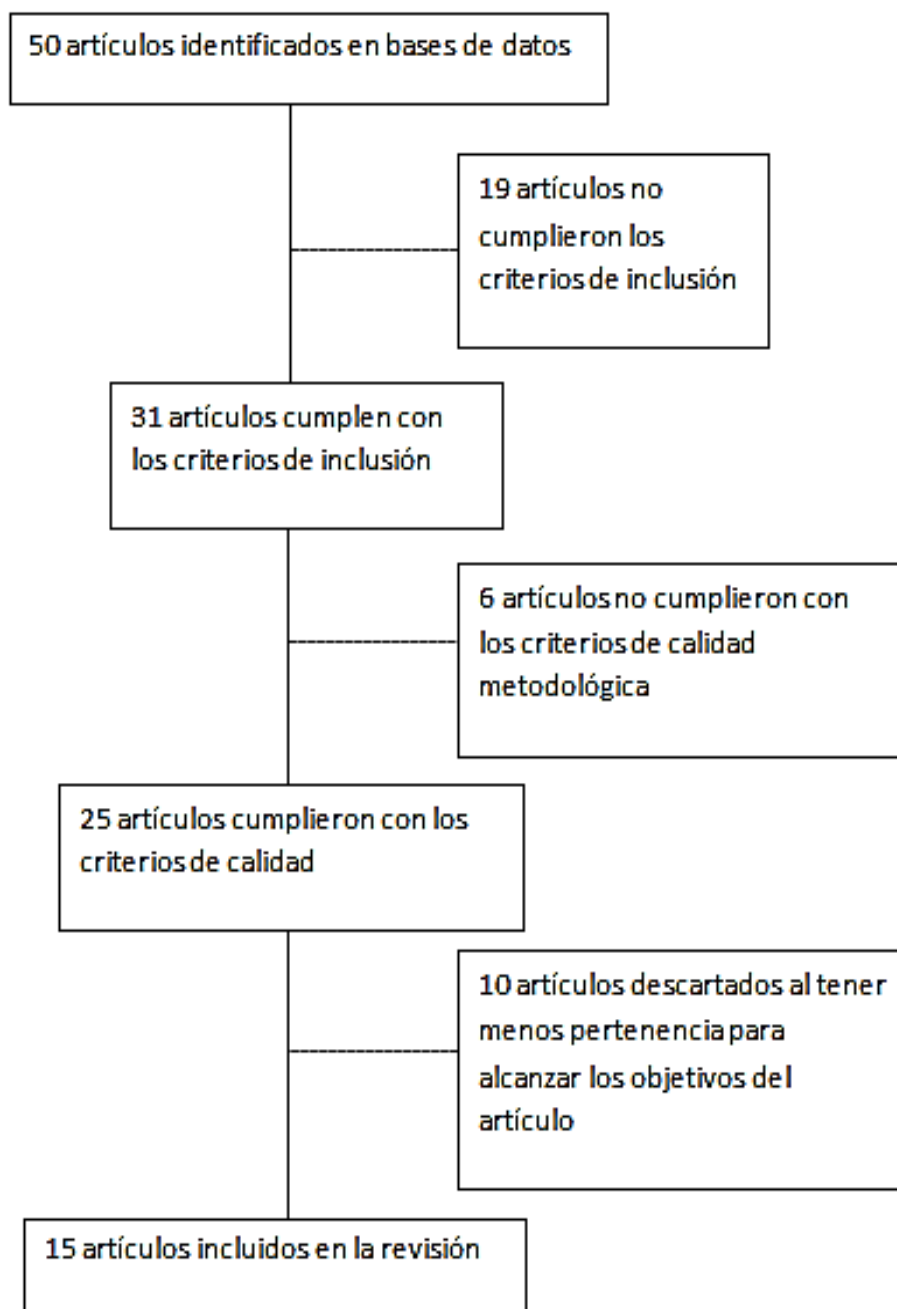 50 artículos identificados en bases de datos
19 artículos no
cumplieron los
criterios de inclusión
31 artículos cumplen con
los criterios de inclusión
6 artículos no cumplieron con
los criterios de calidad
metodológica
25 artículos cumplieron con los
criterios de calidad
10 artículos descartados al tener
menos pertenencia para
alcanzar los objetivos del
artículo
15 artículos incluidos en la revisión